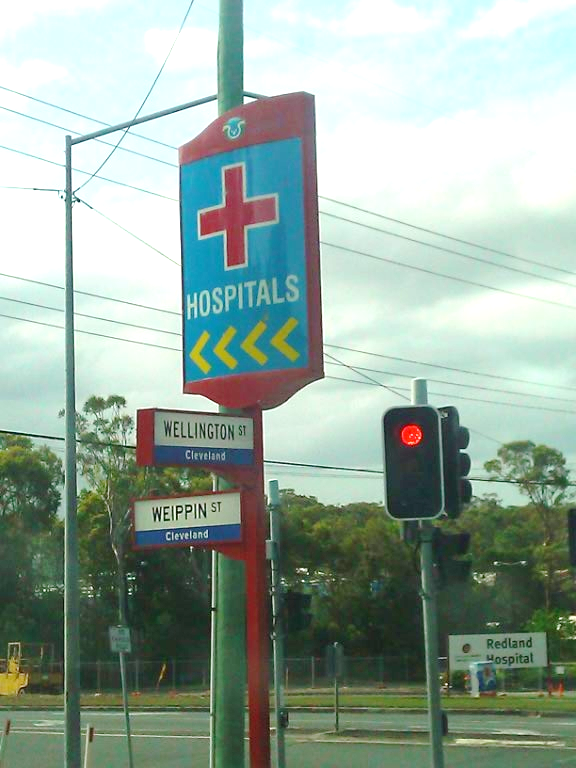 HOSPITALS
WELLINGTON ST
Cleveland
WEIPPIN ST
Cleveland
Redland
Hospital